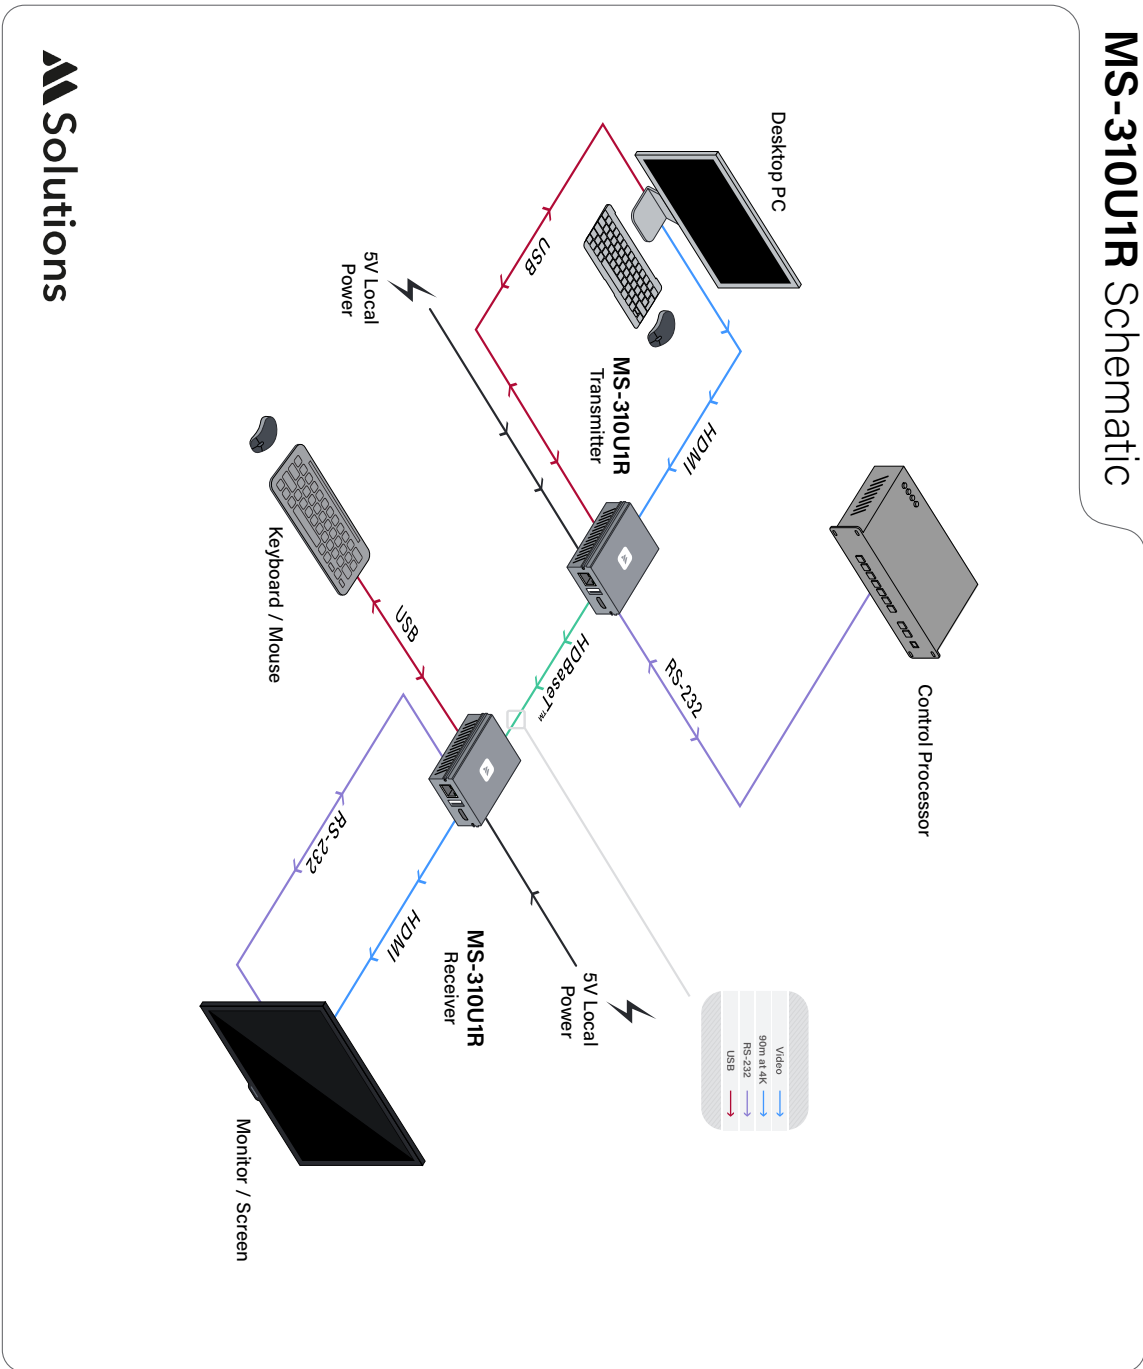 MS-310U1R Schematic
Desktop PC
Control Processor
HDMI
USB
MS-310U1R
Transmitter
RS-232
5V Local
Power
HDBaseT™
Video
90m at 4K
RS-232
USB
USB
Keyboard / Mouse
5V Local
Power
MS-310U1R
Receiver
HDMI
RS-232
Monitor / Screen
Solutions